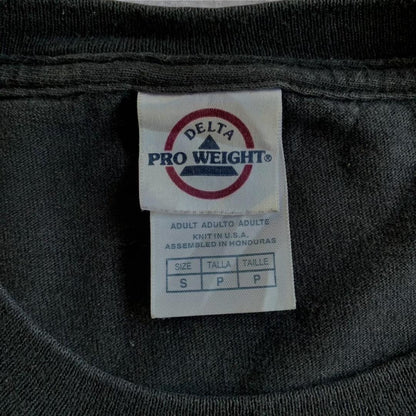 DELTA
PRO WEIGHT®
ADULT ADULTO ADULTE
KNIT IN U.S.A.
ASSEMBLED IN HONDURAS
SIZE TALLA TAILLE
S P P